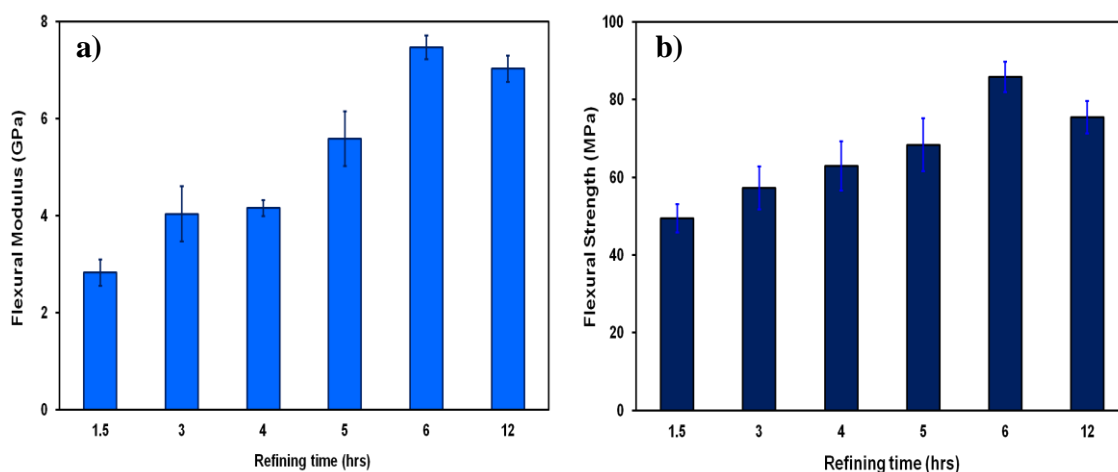 a)
Flexural Modulus (GPa)
8
6
4
2
0
1.5 3 4 5 6 12
Refining time (hrs)
b)
Flexural Strength (MPa)
100
80
60
40
20
0
1.5 3 4 5 6 12
Refining time (hrs)